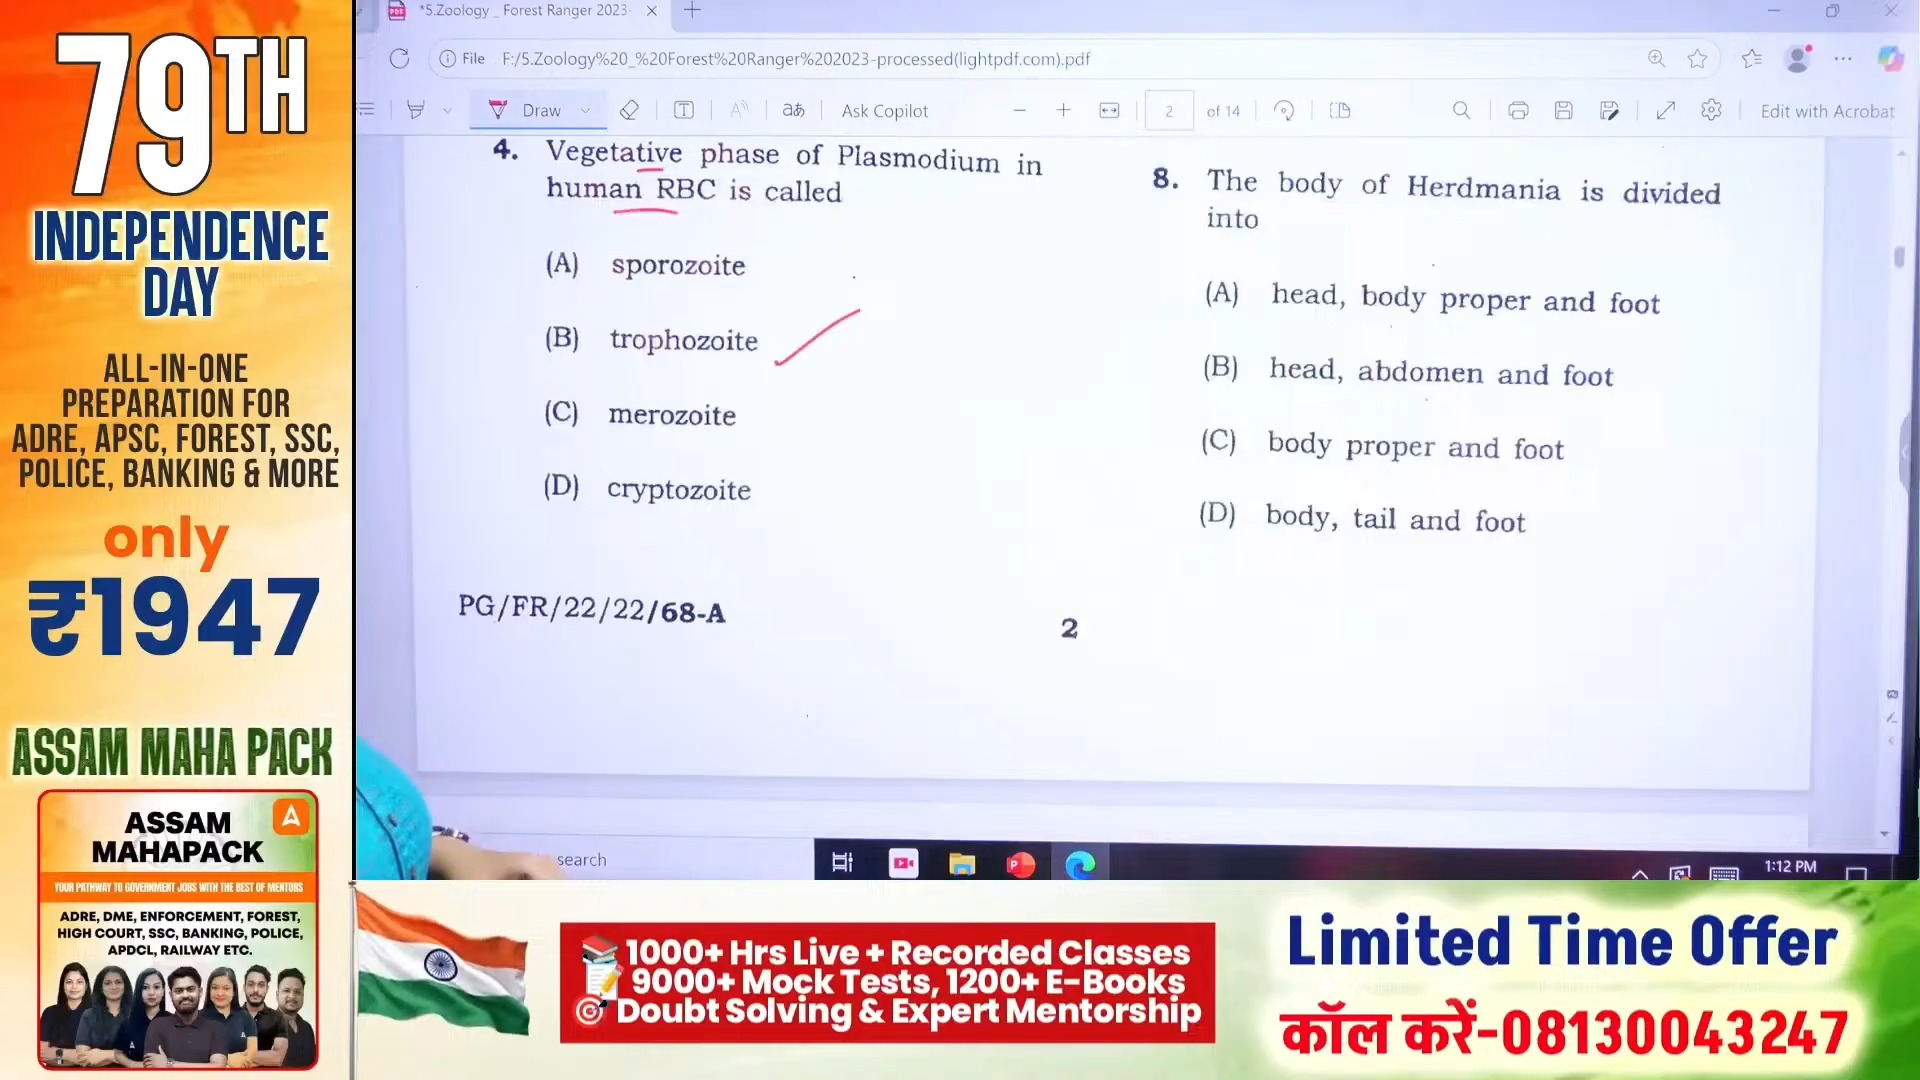 79TH
INDEPENDENCE
DAY
ALL-IN-ONE
PREPARATION FOR
ADRE, APSC, FOREST, SSC,
POLICE, BANKING & MORE
only
₹1947
ASSAM MAHA PACK
ASSAM
MAHAPACK
YOUR PATHWAY TO GOVERNMENT JOBS WITH THE BEST OF MENTORS
ADRE, DME, ENFORCEMENT, FOREST,
HIGH COURT, SSC, BANKING, POLICE,
APDCL, RAILWAY ETC.
*5.Zoology _ Forest Ranger 2023-
File F:/5.Zoology%20_%20Forest%20Ranger%202023-processed(lightpdf.com).pdf
Draw
aあ
Ask Copilot
2 of 14
Edit with Acrobat
4. Vegetative phase of Plasmodium in
human RBC is called
(A) sporozoite
(B) trophozoite
(C) merozoite
(D) cryptozoite
8. The body of Herdmania is divided
into
(A) head, body proper and foot
(B) head, abdomen and foot
(C) body proper and foot
(D) body, tail and foot
PG/FR/22/22/68-A
2
search
1:12 PM
1000+ Hrs Live + Recorded Classes
9000+ Mock Tests, 1200+ E-Books
Doubt Solving & Expert Mentorship
Limited Time Offer
कॉल करें-08130043247